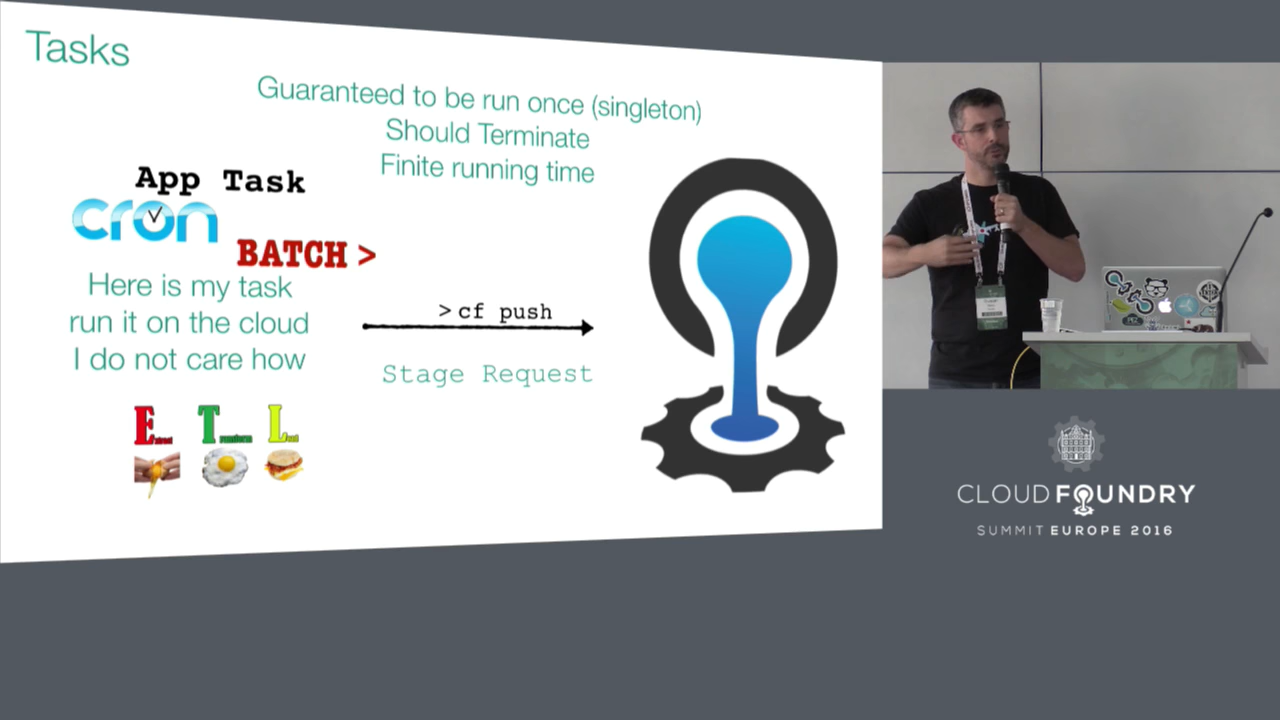 Tasks
Guaranteed to be run once (singleton)
Should Terminate
Finite running time
App Task
cron
BATCH >
Here is my task
run it on the cloud
I do not care how
> cf push
Stage Request
E T L
CLOUD FOUNDRY
SUMMIT EUROPE 2016